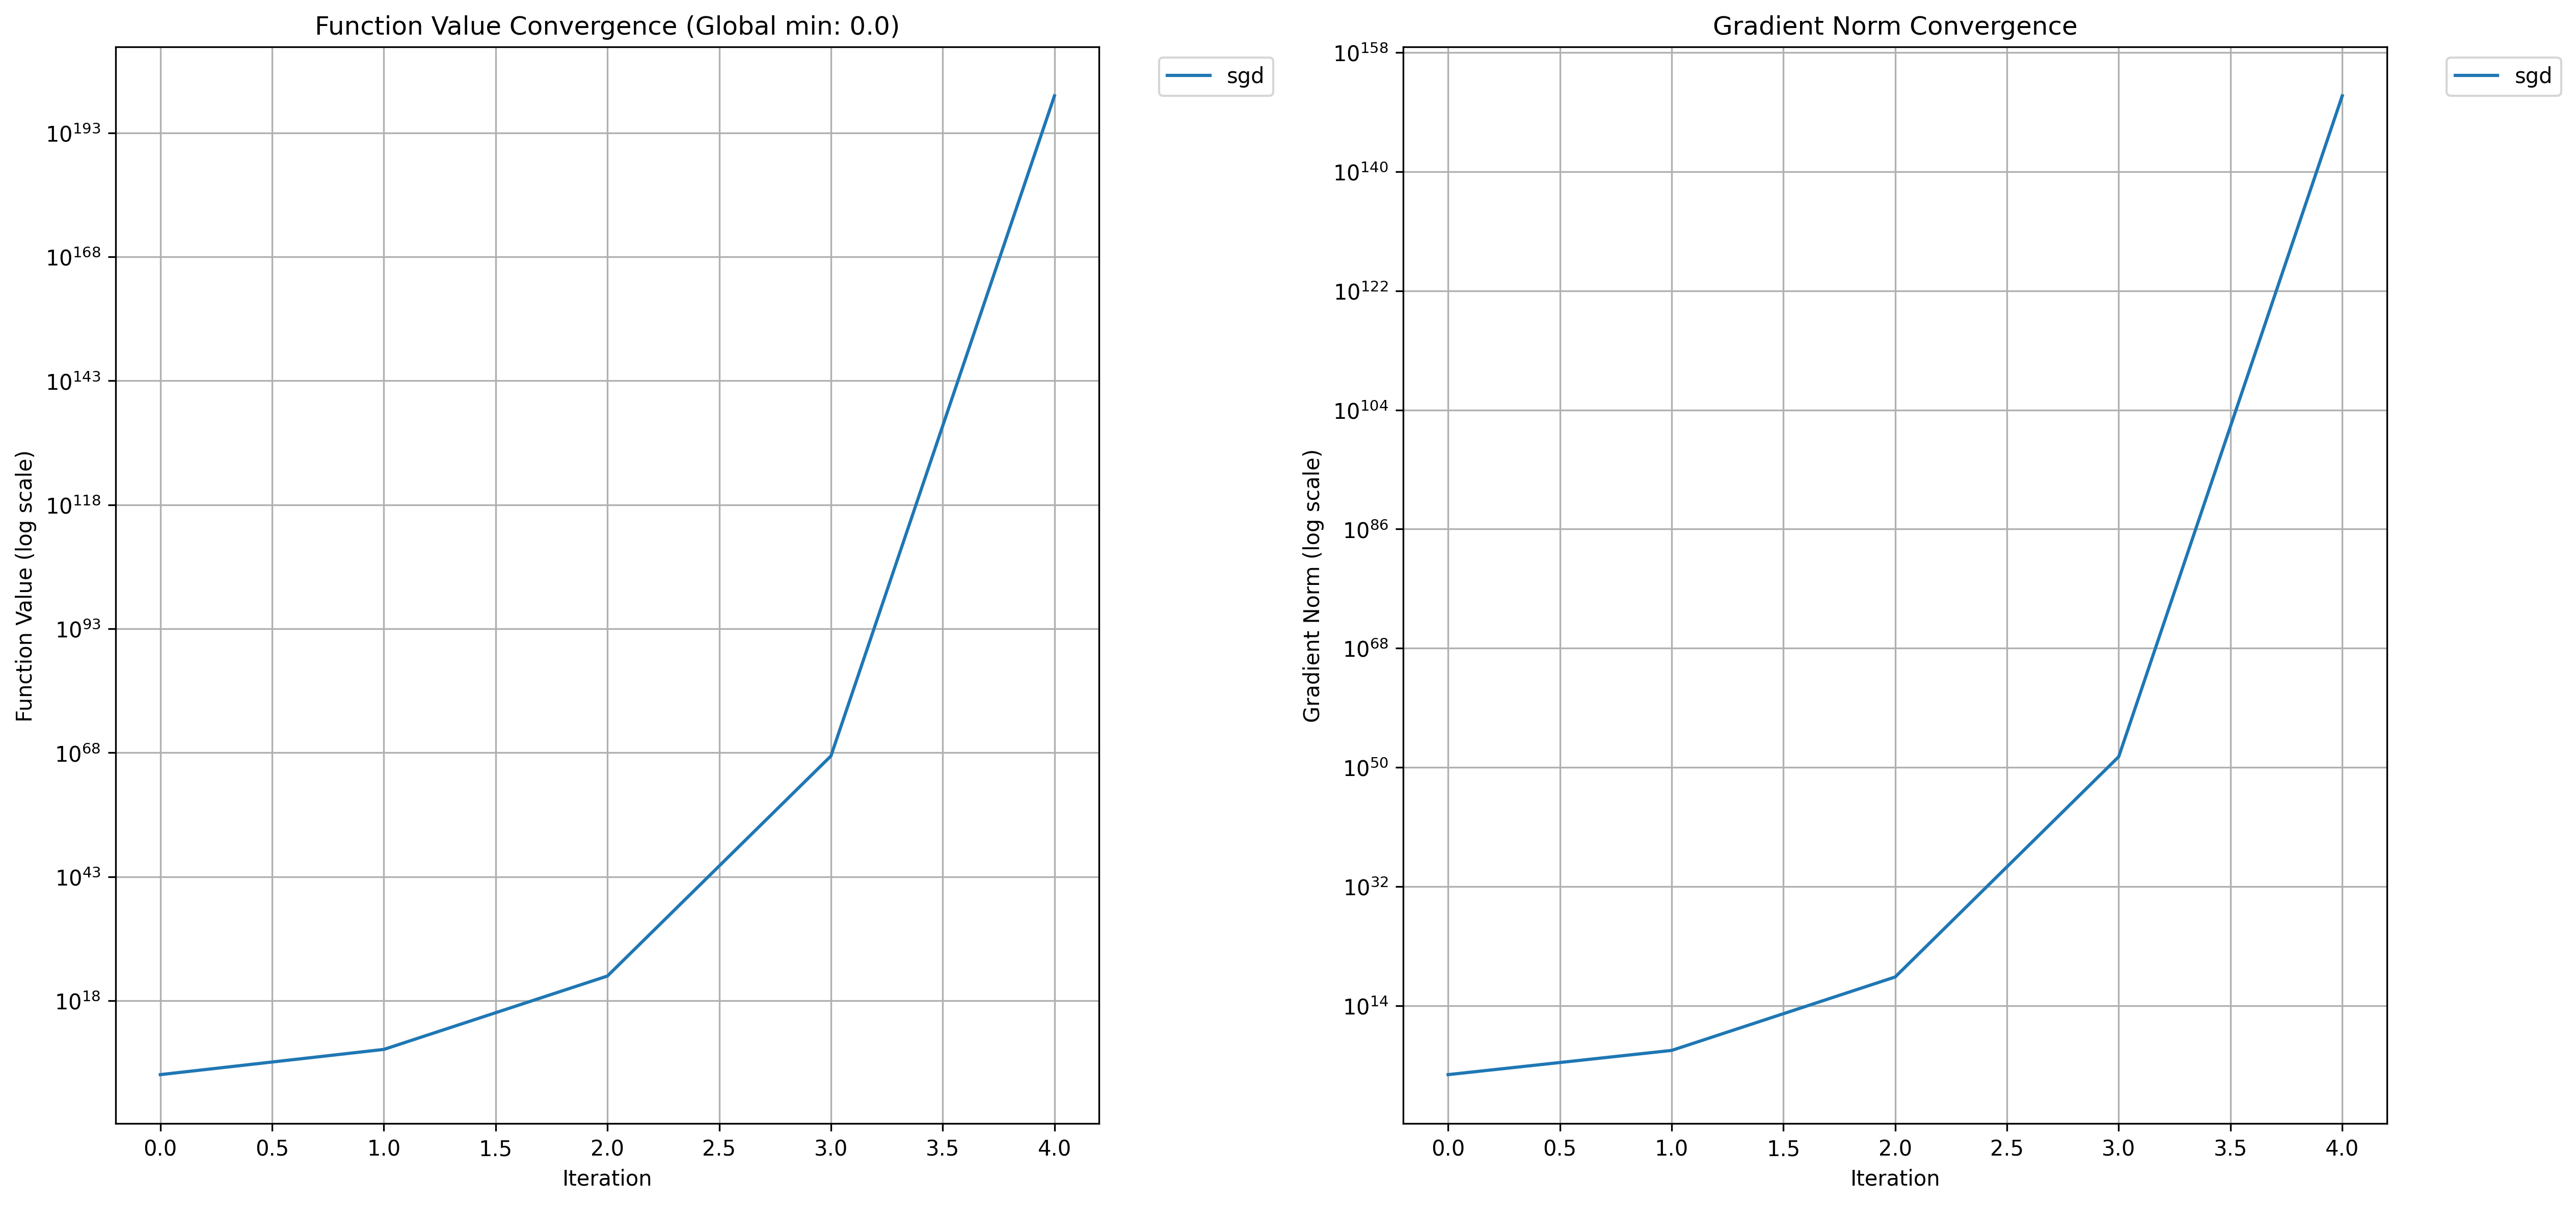 Function Value Convergence (Global min: 0.0)
sgd
10^193
10^168
10^143
10^118
10^93
10^68
10^43
10^18
Function Value (log scale)
0.0 0.5 1.0 1.5 2.0 2.5 3.0 3.5 4.0
Iteration
Gradient Norm Convergence
sgd
10^158
10^140
10^122
10^104
10^86
10^68
10^50
10^32
10^14
Gradient Norm (log scale)
0.0 0.5 1.0 1.5 2.0 2.5 3.0 3.5 4.0
Iteration